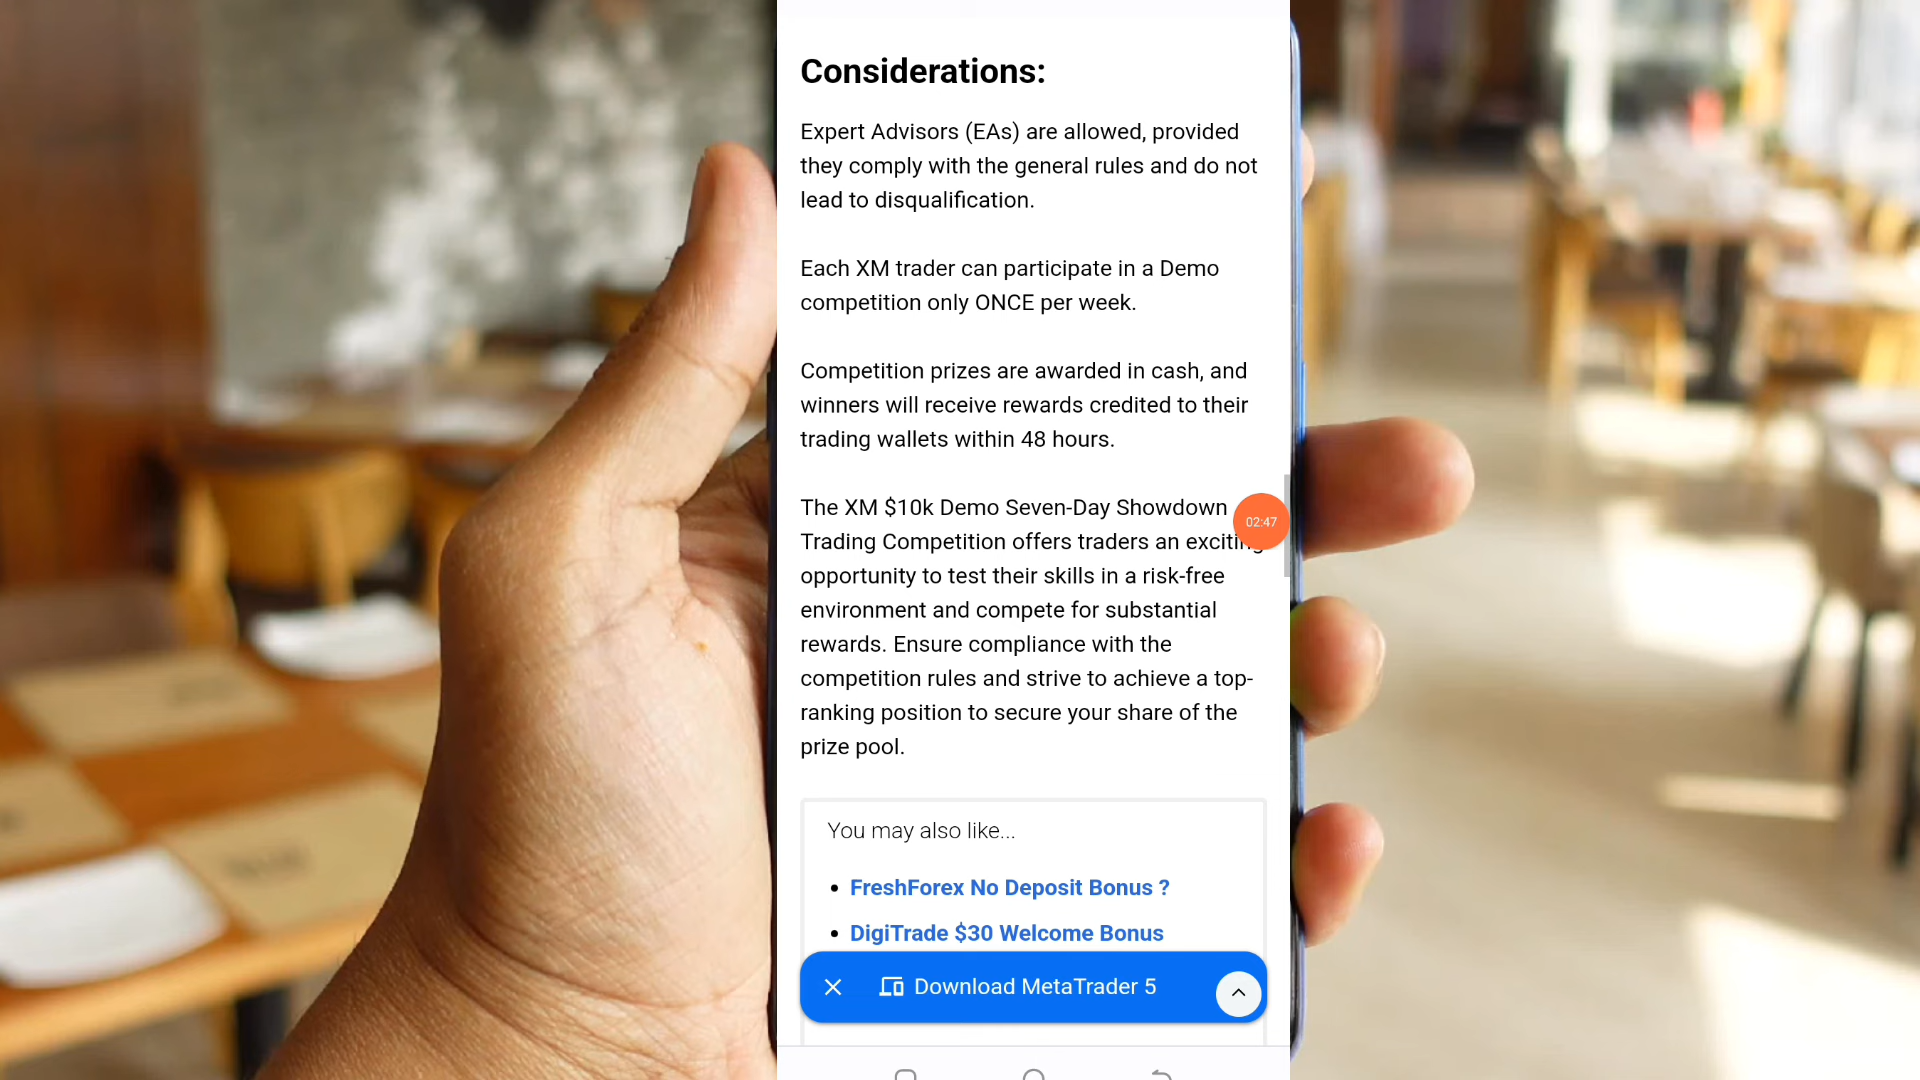 Considerations:
Expert Advisors (EAs) are allowed, provided
they comply with the general rules and do not
lead to disqualification.
Each XM trader can participate in a Demo
competition only ONCE per week.
Competition prizes are awarded in cash, and
winners will receive rewards credited to their
trading wallets within 48 hours.
The XM $10k Demo Seven-Day Showdown
02:47
Trading Competition offers traders an exciting
opportunity to test their skills in a risk-free
environment and compete for substantial
rewards. Ensure compliance with the
competition rules and strive to achieve a top-
ranking position to secure your share of the
prize pool.
You may also like...
• FreshForex No Deposit Bonus ?
• DigiTrade $30 Welcome Bonus
Download MetaTrader 5